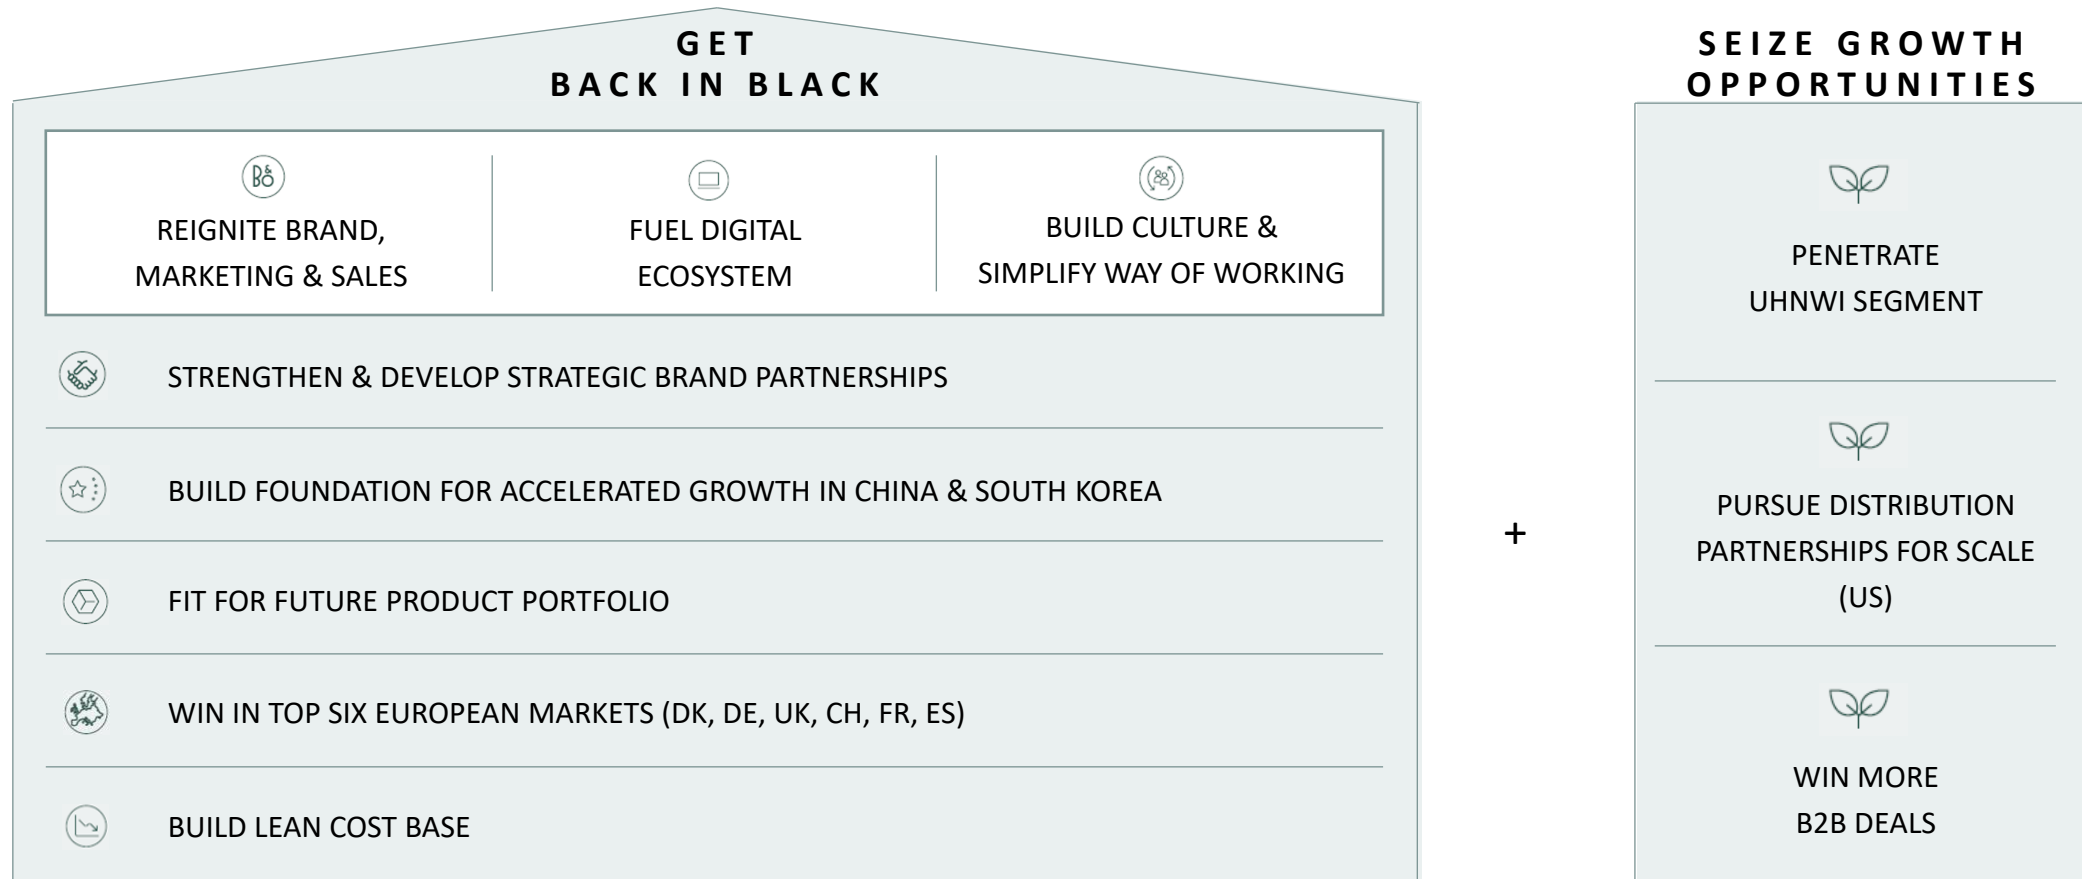 GET
BACK IN BLACK
B&O
REIGNITE BRAND,
MARKETING & SALES
FUEL DIGITAL
ECOSYSTEM
BUILD CULTURE &
SIMPLIFY WAY OF WORKING
STRENGTHEN & DEVELOP STRATEGIC BRAND PARTNERSHIPS
BUILD FOUNDATION FOR ACCELERATED GROWTH IN CHINA & SOUTH KOREA
FIT FOR FUTURE PRODUCT PORTFOLIO
WIN IN TOP SIX EUROPEAN MARKETS (DK, DE, UK, CH, FR, ES)
BUILD LEAN COST BASE
+
SEIZE GROWTH
OPPORTUNITIES
PENETRATE
UHNWI SEGMENT
PURSUE DISTRIBUTION
PARTNERSHIPS FOR SCALE
(US)
WIN MORE
B2B DEALS